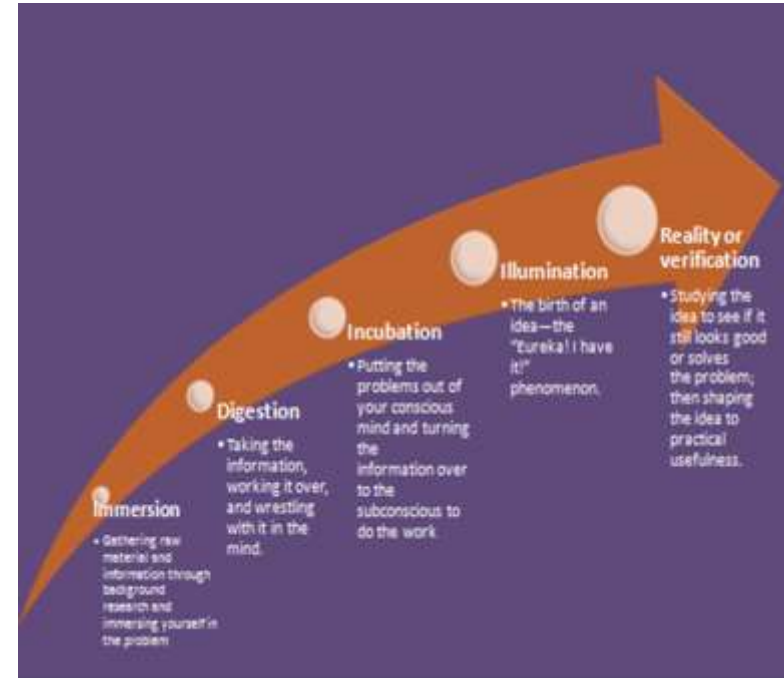 Immersion
• Gathering raw
material and
information through
background
research and
immersing yourself in
the problem
Digestion
• Taking the
information,
working it over,
and wrestling
with it in the
mind.
Incubation
• Putting the
problems out of
your conscious
mind and turning
the
information over
to the
subconscious to
do the work
Illumination
• The birth of an
idea—the
"Eureka! I have
it!"
phenomenon.
Reality or
verification
• Studying the
idea to see if it
still looks good
or solves
the problem;
then shaping
the idea to
practical
usefulness.